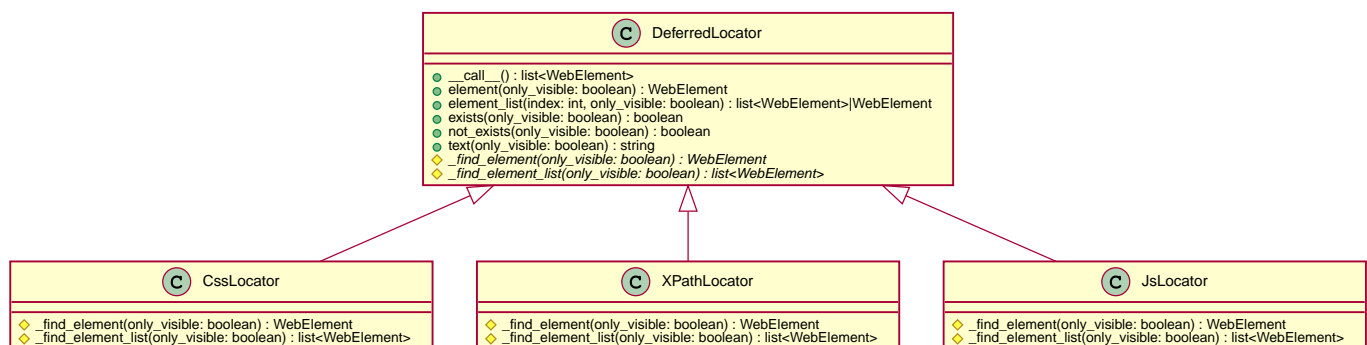 C DeferredLocator
__call__() : list<WebElement>
element(only_visible: boolean) : WebElement
element_list(index: int, only_visible: boolean) : list<WebElement>|WebElement
exists(only_visible: boolean) : boolean
not_exists(only_visible: boolean) : boolean
text(only_visible: boolean) : string
_find_element(only_visible: boolean) : WebElement
_find_element_list(only_visible: boolean) : list<WebElement>
C CssLocator
_find_element(only_visible: boolean) : WebElement
_find_element_list(only_visible: boolean) : list<WebElement>
C XPathLocator
_find_element(only_visible: boolean) : WebElement
_find_element_list(only_visible: boolean) : list<WebElement>
C JsLocator
_find_element(only_visible: boolean) : WebElement
_find_element_list(only_visible: boolean) : list<WebElement>